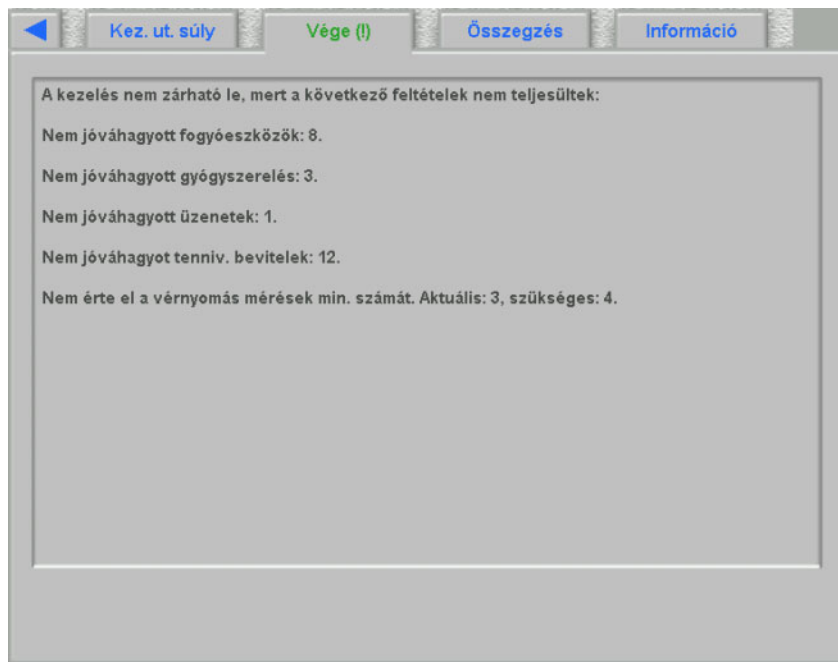 Kez. ut. súly
Vége (!)
Összegzés
Információ
A kezelés nem zárható le, mert a következő feltételek nem teljesültek:
Nem jóváhagyott fogyóeszközök: 8.
Nem jóváhagyott gyógyszerelés: 3.
Nem jóváhagyott üzenetek: 1.
Nem jóváhagyot tenniv. bevitelek: 12.
Nem érte el a vérnyomás mérések min. számát. Aktuális: 3, szükséges: 4.